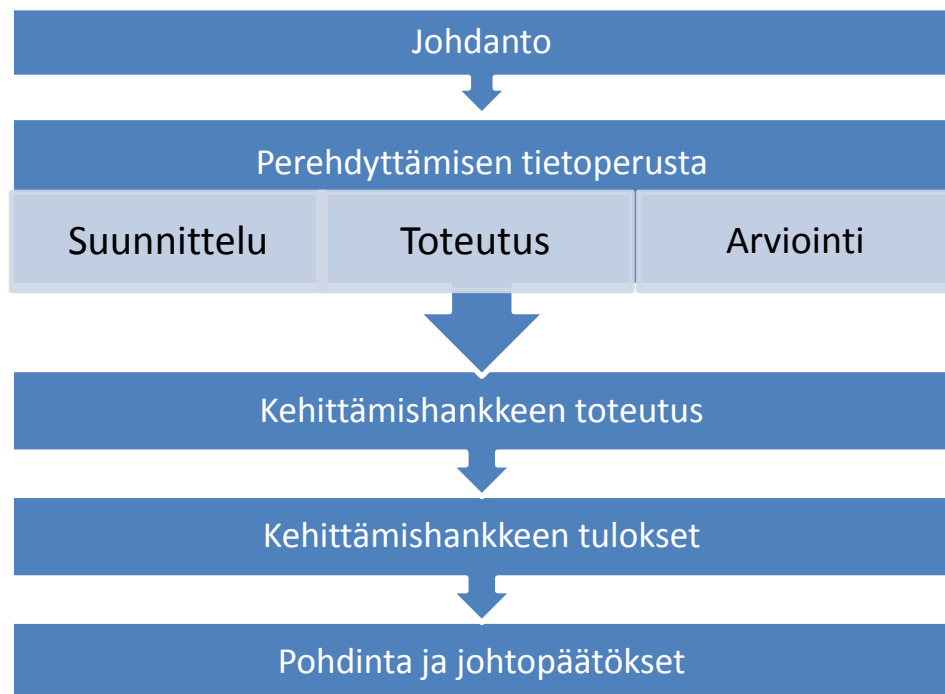 Johdanto
Perehdyttämisen tietoperusta
Suunnittelu Toteutus Arviointi
Kehittämishankkeen toteutus
Kehittämishankkeen tulokset
Pohdinta ja johtopäätökset